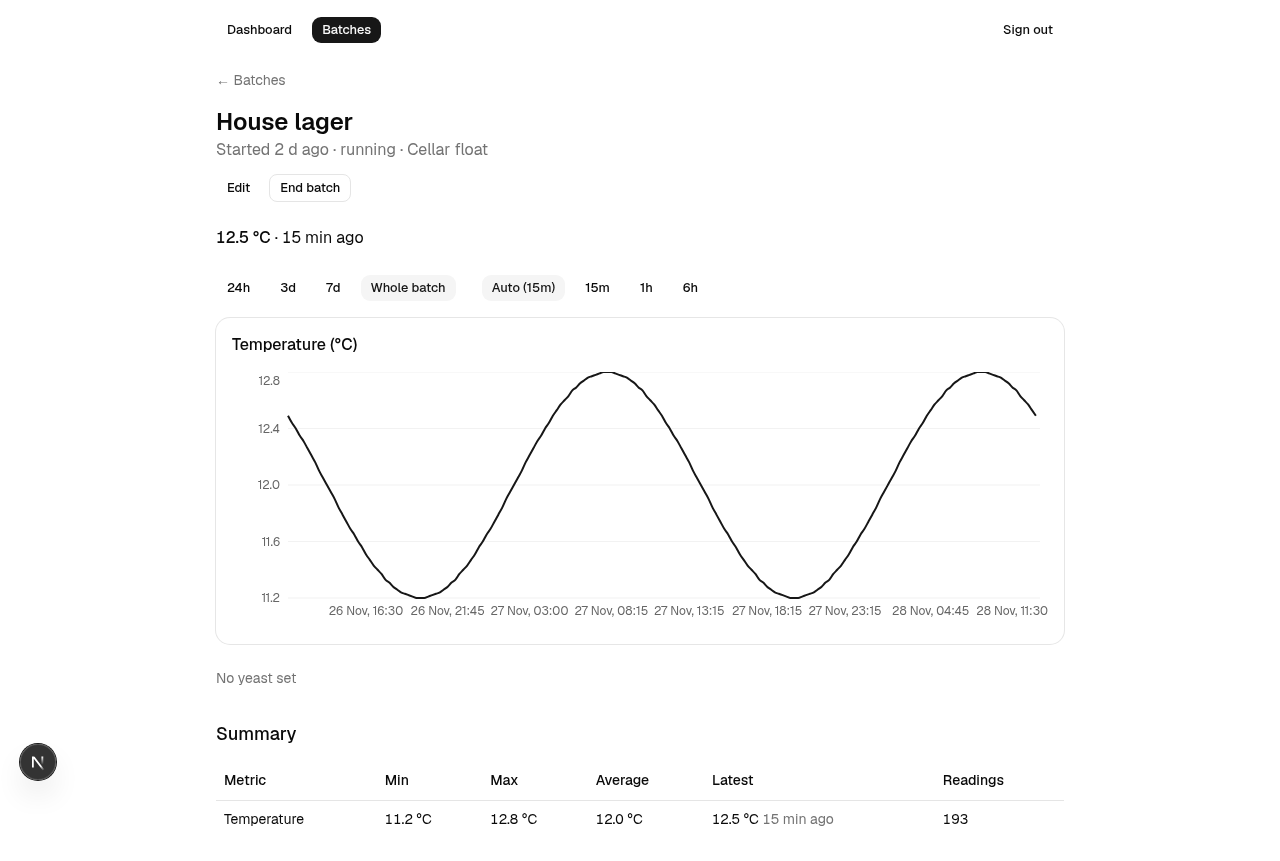 Dashboard Batches Sign out
← Batches
House lager
Started 2 d ago · running · Cellar float
Edit End batch
12.5 °C · 15 min ago
24h 3d 7d Whole batch Auto (15m) 15m 1h 6h
Temperature (°C)
12.8
12.4
12.0
11.6
11.2
26 Nov, 16:30 26 Nov, 21:45 27 Nov, 03:00 27 Nov, 08:15 27 Nov, 13:15 27 Nov, 18:15 27 Nov, 23:15 28 Nov, 04:45 28 Nov, 11:30
No yeast set
Summary
N
Metric Min Max Average Latest Readings
Temperature 11.2 °C 12.8 °C 12.0 °C 12.5 °C 15 min ago 193